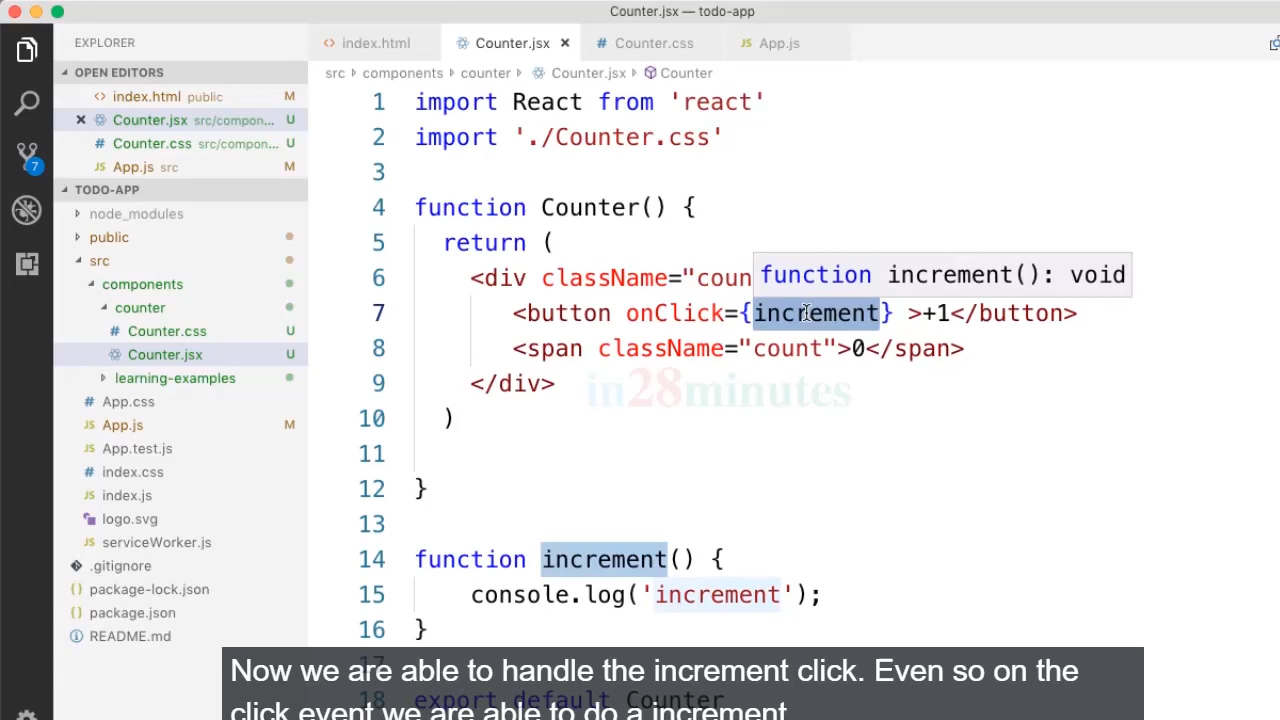 Counter.jsx — todo-app
EXPLORER
index.html
Counter.jsx
Counter.css
App.js
OPEN EDITORS
src components counter Counter.jsx Counter
index.html public M
Counter.jsx src/compon... U
Counter.css src/compon... U
App.js src M
TODO-APP
node_modules
public
src
components
counter
Counter.css U
Counter.jsx U
learning-examples
App.css
App.js M
App.test.js
index.css
index.js
logo.svg
serviceWorker.js
.gitignore
package-lock.json
package.json
README.md
7
1 import React from 'react'
2 import './Counter.css'
3
4 function Counter() {
5 return (
6 <div className="coun
function increment(): void
7 <button onClick={increment} >+1</button>
8 <span className="count">0</span>
9 </div>
in28minutes
10 )
11
12 }
13
14 function increment() {
15 console.log('increment');
16 }
18 export default Counter
Now we are able to handle the increment click. Even so on the
click event we are able to do a increment